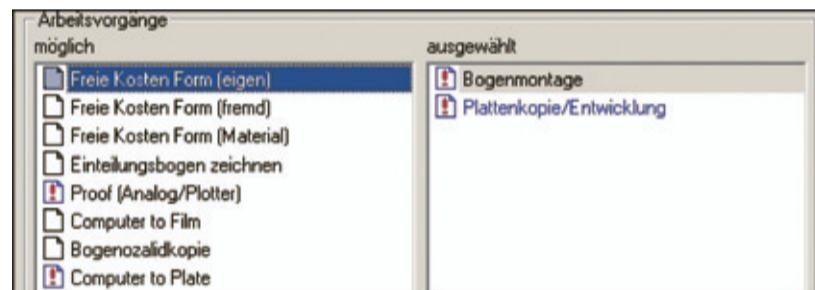 Arbeitsvorgänge
möglich
Freie Kosten Form (eigen)
Freie Kosten Form (fremd)
Freie Kosten Form (Material)
Einteilungsbogen zeichnen
Proof (Analog/Plotter)
Computer to Film
Bogenozalidkopie
Computer to Plate
ausgewählt
Bogenmontage
Plattenkopie/Entwicklung